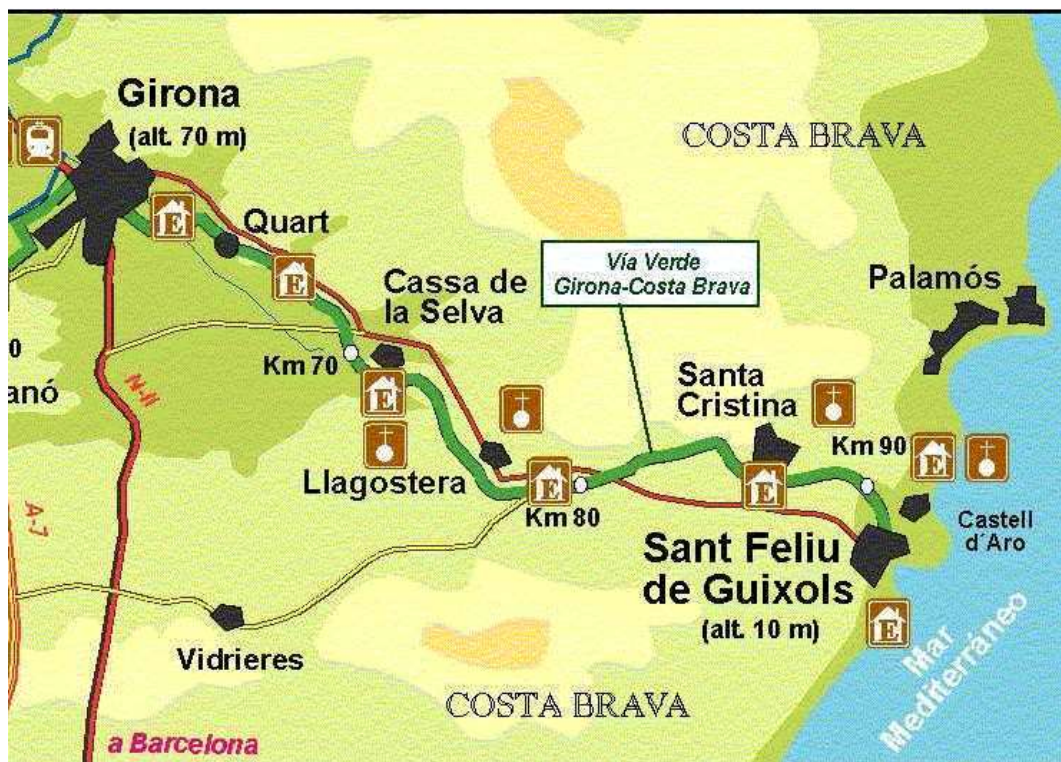 Girona
(alt. 70 m)
COSTA BRAVA
Quart
E
E
Vía Verde
Girona-Costa Brava
Cassa de
la Selva
Palamós
0
Km 70
anó
N-II
E
Santa
Cristina
Km 90
E
Llagostera
E
Km 80
E
A-7
Castell
d´Aro
Sant Feliu
de Guixols
(alt. 10 m)
E
Vidrieres
Mar
Mediterráneo
COSTA BRAVA
a Barcelona